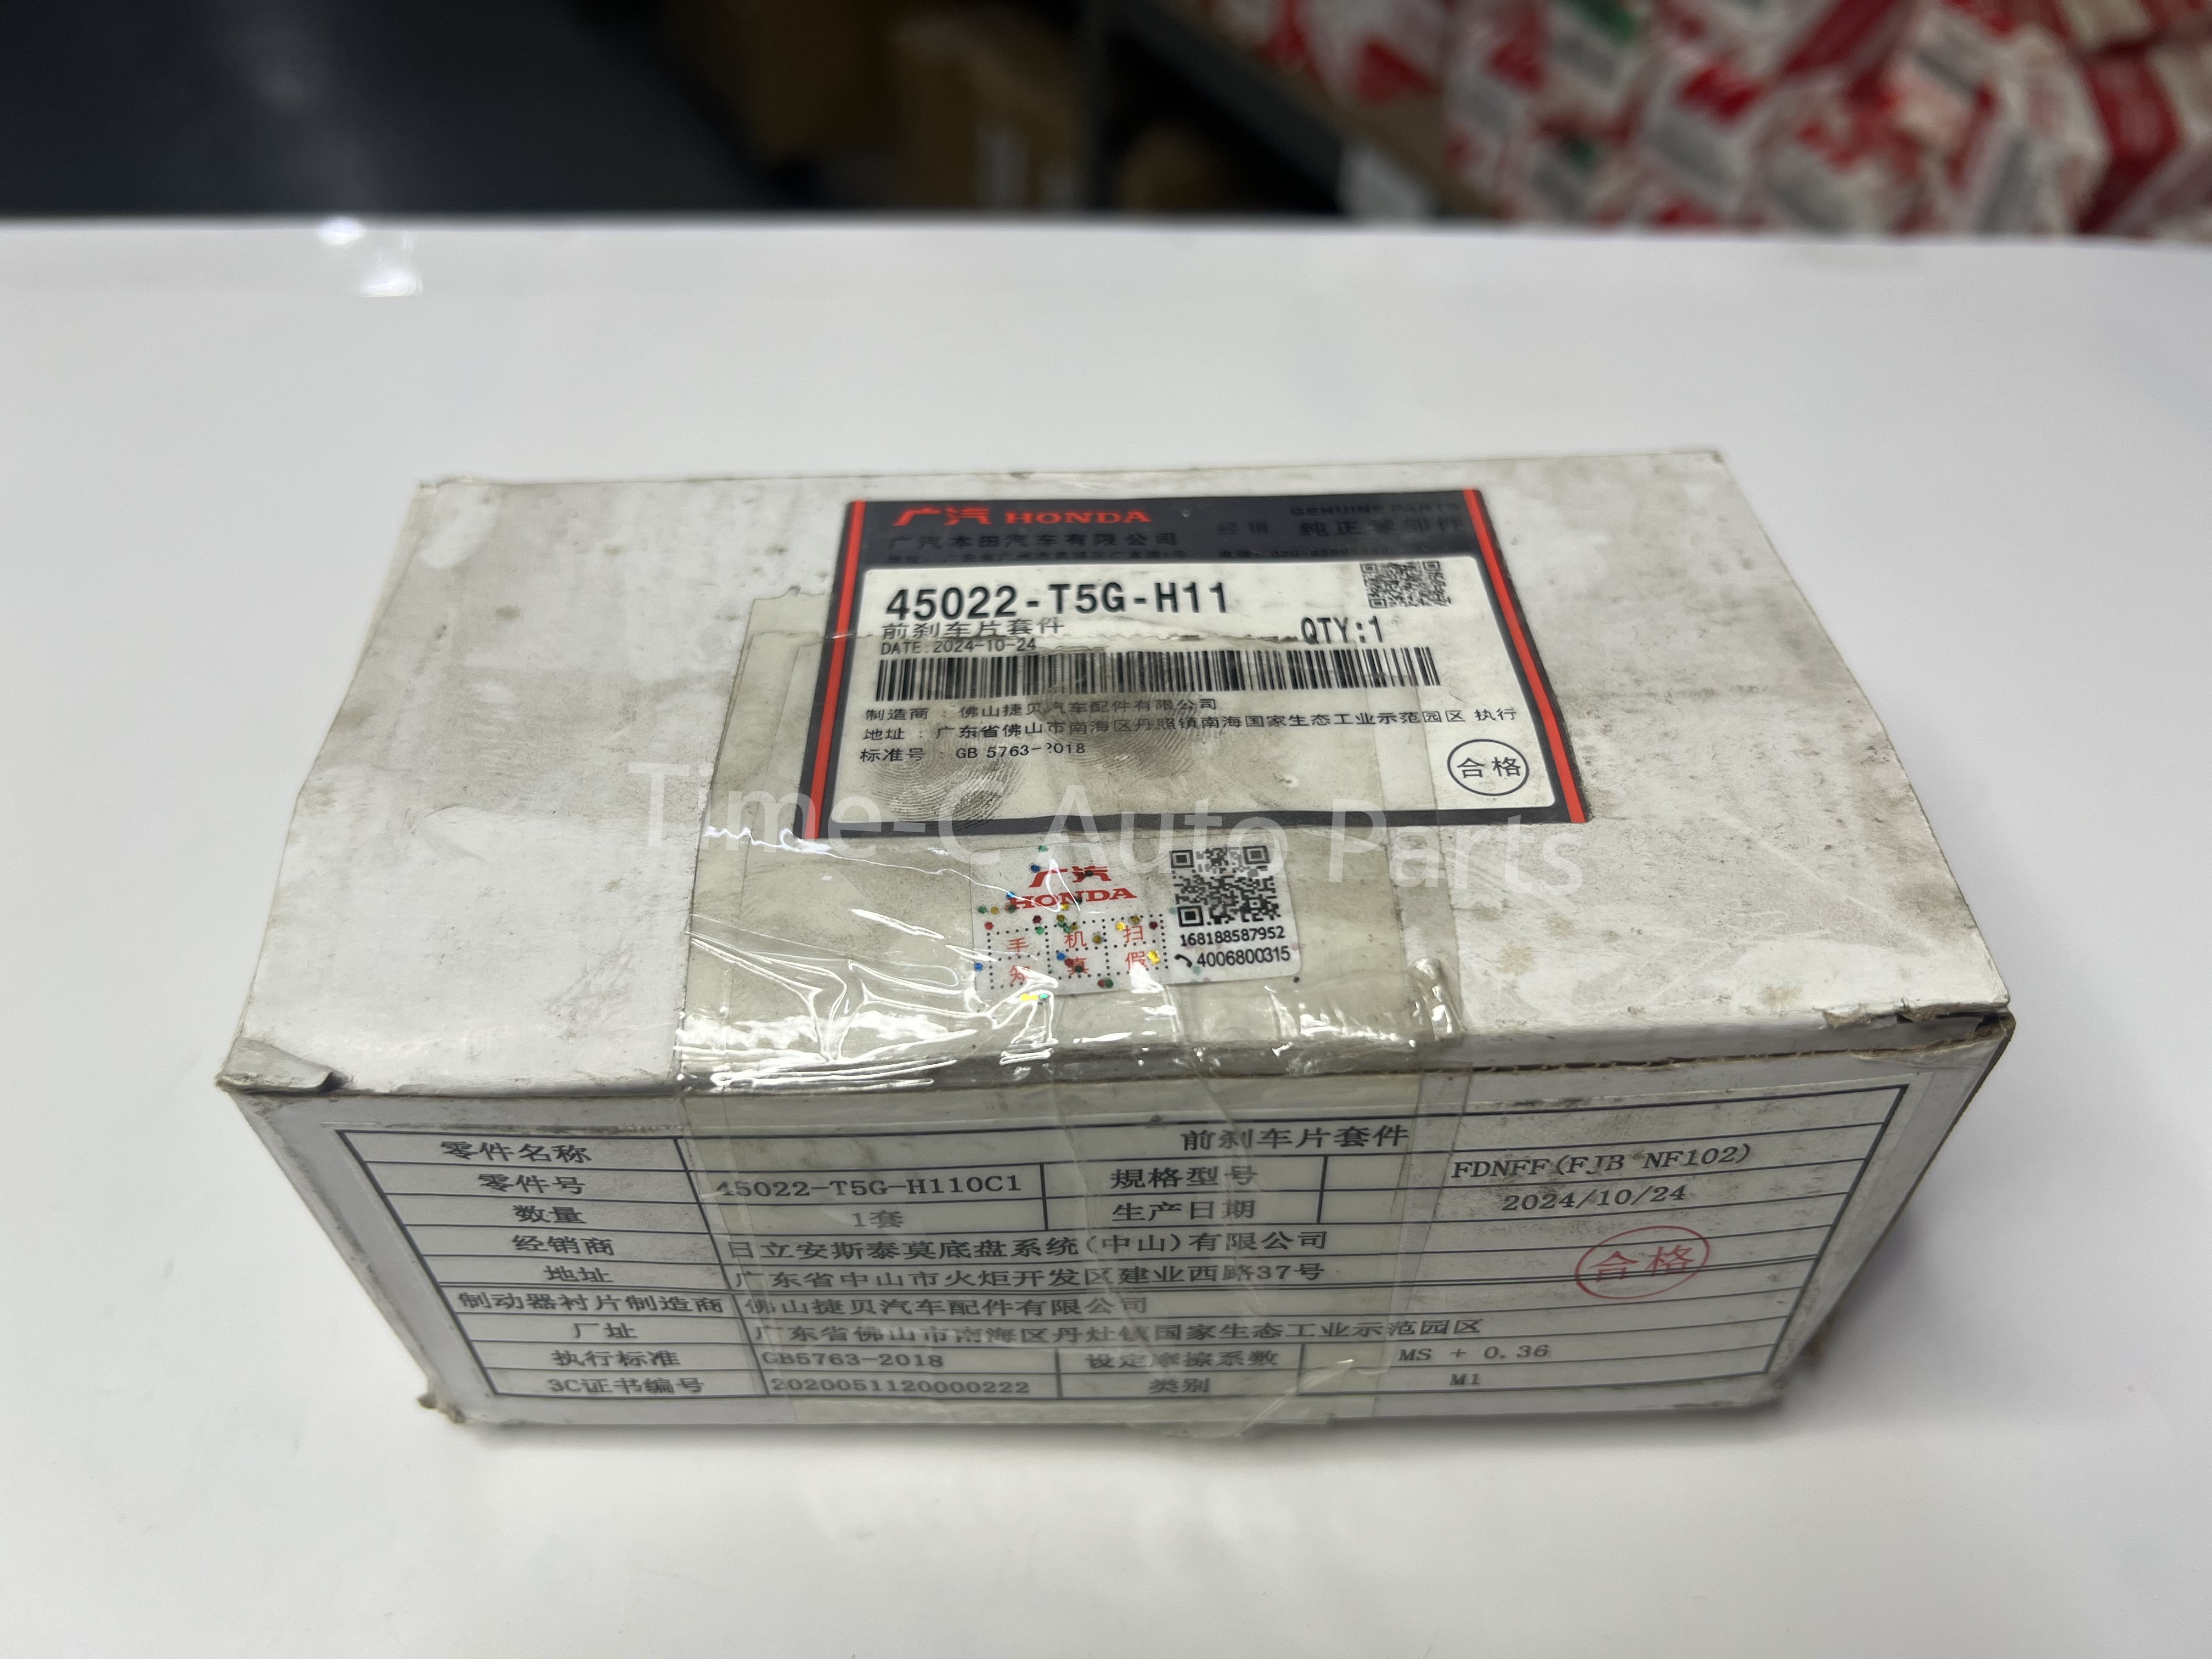 广汽 HONDA
GENUINE PARTS
广汽本田汽车有限公司
经销 純正零部件
45022-T5G-H11
前刹车片套件
QTY:1
DATE:2024-10-24
制造商 : 佛山捷贝汽车配件有限公司
地址 : 广东省佛山市南海区丹照镇南海国家生态工业示范园区 执行
标准号 : GB 5763-2018
合格
Time-C Auto Parts
广汽
HONDA
手机扫
知真假
168188587952
4006800315
零件名称 前刹车片套件
零件号 45022-T5G-H110C1 規格型号 FDNFF(FJB NF102)
数量 1套 生产日期 2024/10/24
经销商 日立安斯泰莫底盘系统(中山)有限公司
地址 广东省中山市火炬开发区建业西路37号
合格
制动器衬片制造商 佛山捷贝汽车配件有限公司
厂址 广东省佛山市南海区丹灶镇国家生态工业示范园区
执行标准 GB5763-2018 设定摩擦系数 MS + 0.36
3C证书编号 2020051120000222 类别 M1